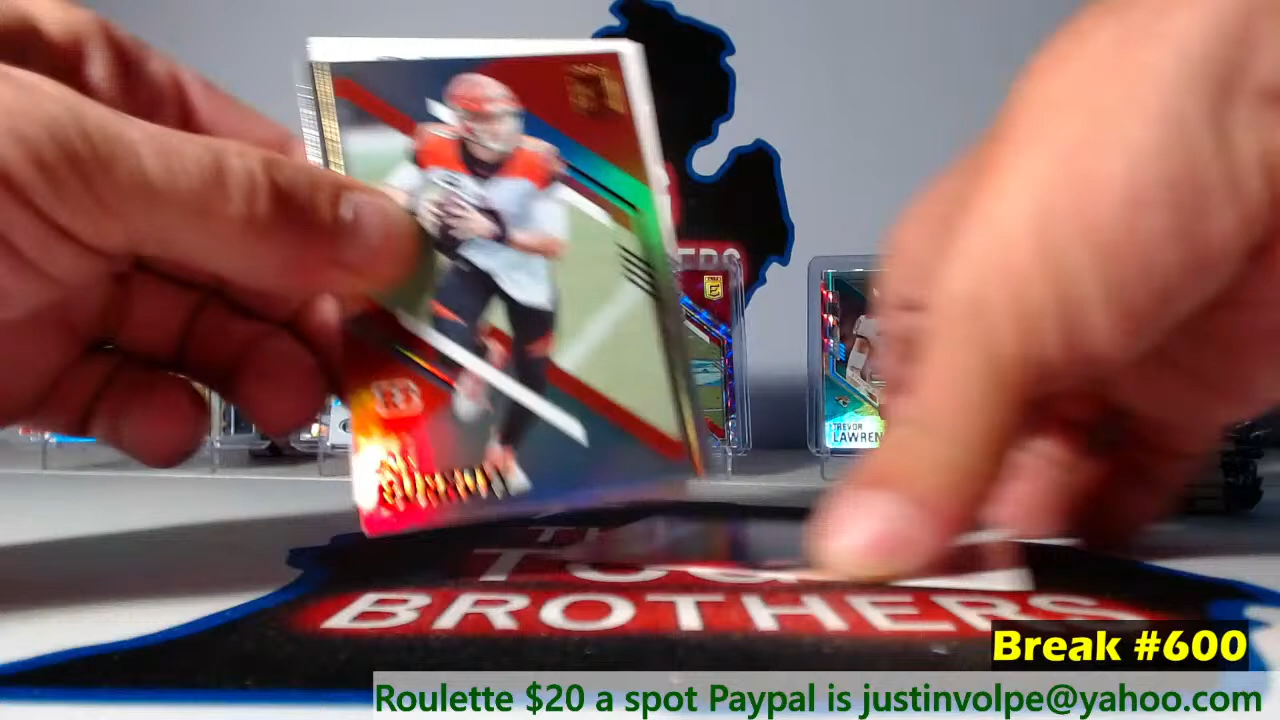 TREVOR
LAWREN
BROTHERS
Break #600
Roulette $20 a spot Paypal is justinvolpe@yahoo.com